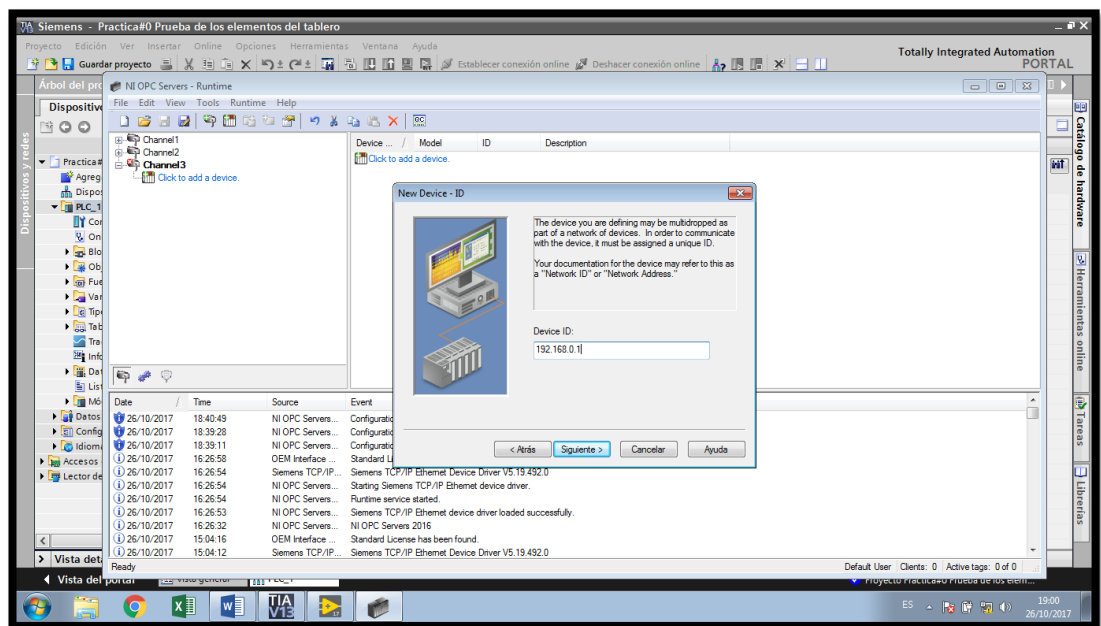 Siemens - Practica#0 Prueba de los elementos del tablero
Proyecto Edición Ver Insertar Online Opciones Herramientas Ventana Ayuda
Totally Integrated Automation
PORTAL
Guardar proyecto
Establecer conexión online
Deshacer conexión online
Árbol del pro
Dispositivo
Dispositivos y redes
Practica#
Agreg
Dispos
PLC_1
Cor
On
Blo
Ob
Fue
Var
Tipo
Tab
Tra
Info
Dat
List
Mó
Datos
Config
Idioma
Accesos
Lector de
Vista deta
Vista del portal
Vista general
PLC_1
Proyecto Practica#0 Prueba de los elem...
NI OPC Servers - Runtime
File Edit View Tools Runtime Help
Channel1
Channel2
Channel3
Click to add a device.
Device ... / Model ID Description
Click to add a device.
New Device - ID
The device you are defining may be multidropped as
part of a network of devices. In order to communicate
with the device, it must be assigned a unique ID.
Your documentation for the device may refer to this as
a "Network ID" or "Network Address."
Device ID:
192.168.0.1
< Atrás Siguiente > Cancelar Ayuda
Date / Time Source Event
26/10/2017 18:40:49 NI OPC Servers... Configuratio
26/10/2017 18:39:28 NI OPC Servers... Configuratio
26/10/2017 18:39:11 NI OPC Servers... Configuratio
26/10/2017 16:26:58 OEM Interface ... Standard Li
26/10/2017 16:26:54 Siemens TCP/IP... Siemens TCP/IP Ethernet Device Driver V5.19.492.0
26/10/2017 16:26:54 NI OPC Servers... Starting Siemens TCP/IP Ethernet device driver.
26/10/2017 16:26:54 NI OPC Servers... Runtime service started.
26/10/2017 16:26:53 NI OPC Servers... Siemens TCP/IP Ethernet device driver loaded successfully.
26/10/2017 16:26:32 NI OPC Servers... NI OPC Servers 2016
26/10/2017 15:04:16 OEM Interface ... Standard License has been found.
26/10/2017 15:04:12 Siemens TCP/IP... Siemens TCP/IP Ethernet Device Driver V5.19.492.0
Ready
Default User Clients: 0 Active tags: 0 of 0
Catálogo de hardware
Herramientas online
Tareas
Librerías
TIA
V13
ES
19:00
26/10/2017